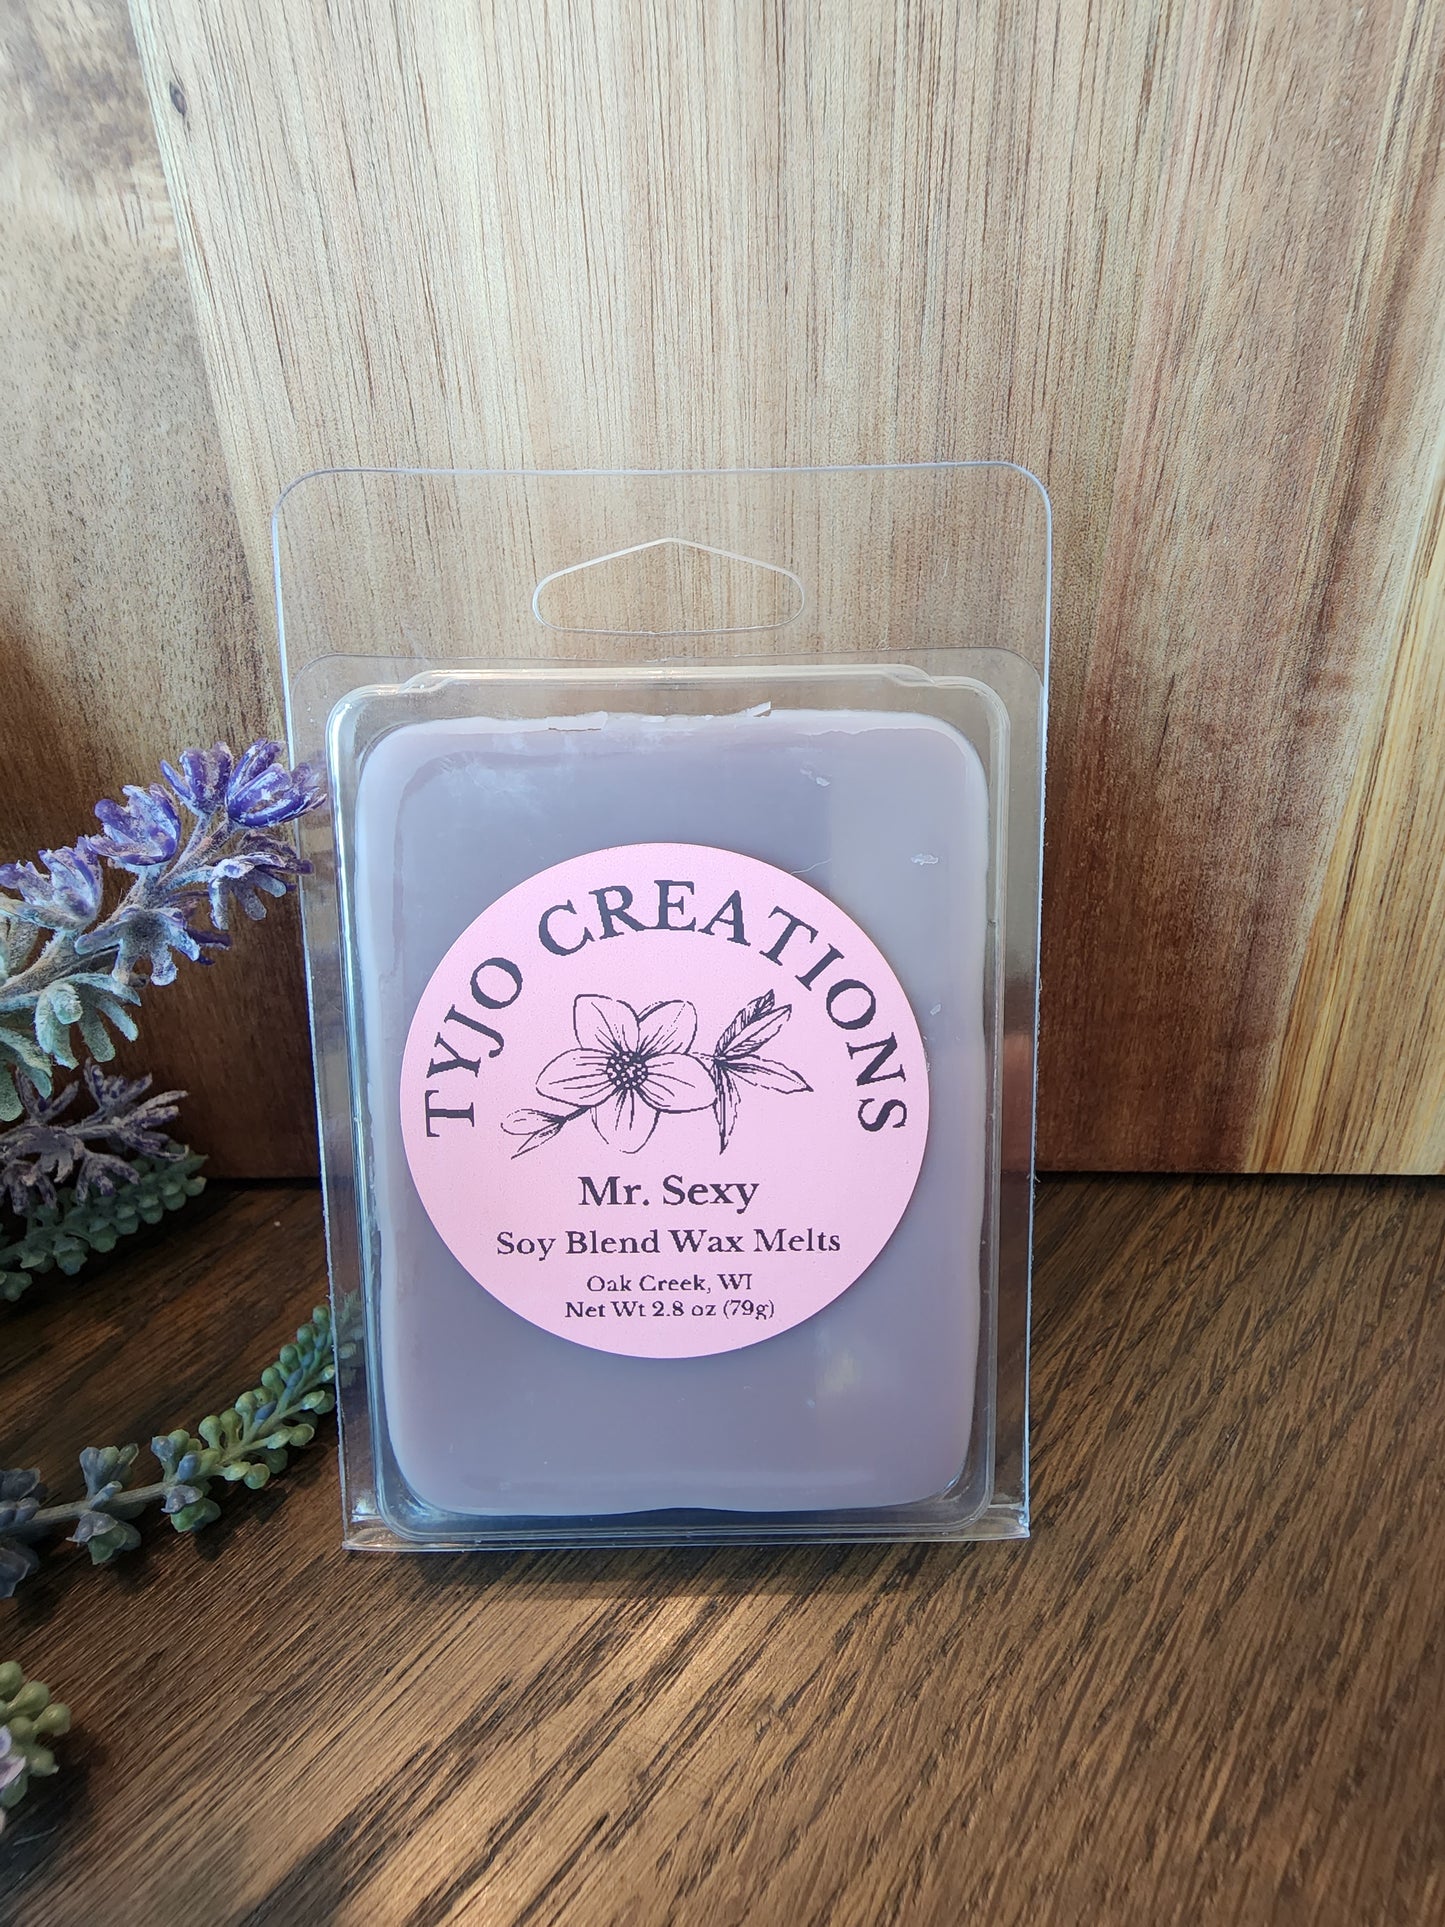 TYJO CREATIONS
Mr. Sexy
Soy Blend Wax Melts
Oak Creek, WI
Net Wt 2.8 oz (79g)